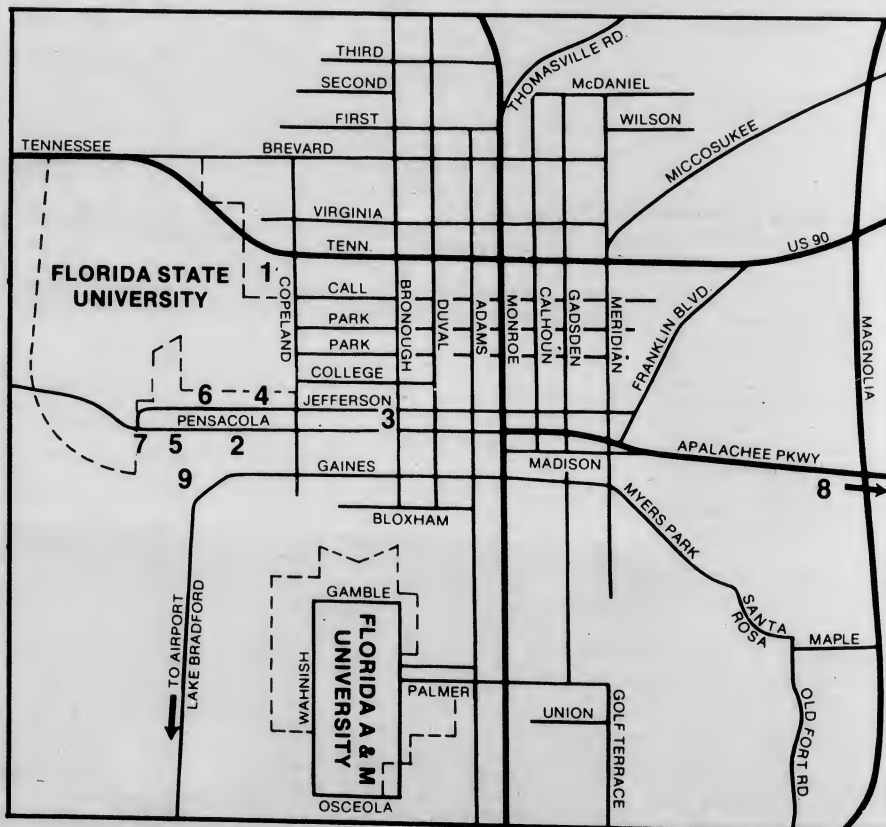 THIRD
THOMASVILLE RD.
SECOND
McDANIEL
FIRST
WILSON
TENNESSEE
BREVARD
MICCOSUKEE
VIRGINIA
TENN.
US 90
FLORIDA STATE
UNIVERSITY
1
COPELAND
CALL
BRONOUGH
DUVAL
ADAMS
MONROE
CALHOUN
GADSDEN
MERIDIAN
FRANKLIN BLVD.
MAGNOLIA
PARK
PARK
COLLEGE
6
4
JEFFERSON
3
PENSACOLA
7
5
2
APALACHEE PKWY
MADISON
9
GAINES
8
BLOXHAM
MYERS PARK
GAMBLE
SANTA
ROSA
MAPLE
TO AIRPORT
LAKE BRADFORD
WAHNISH
FLORIDA A & M
UNIVERSITY
PALMER
UNION
GOLF TERRACE
OLD FORT RD.
OSCEOLA